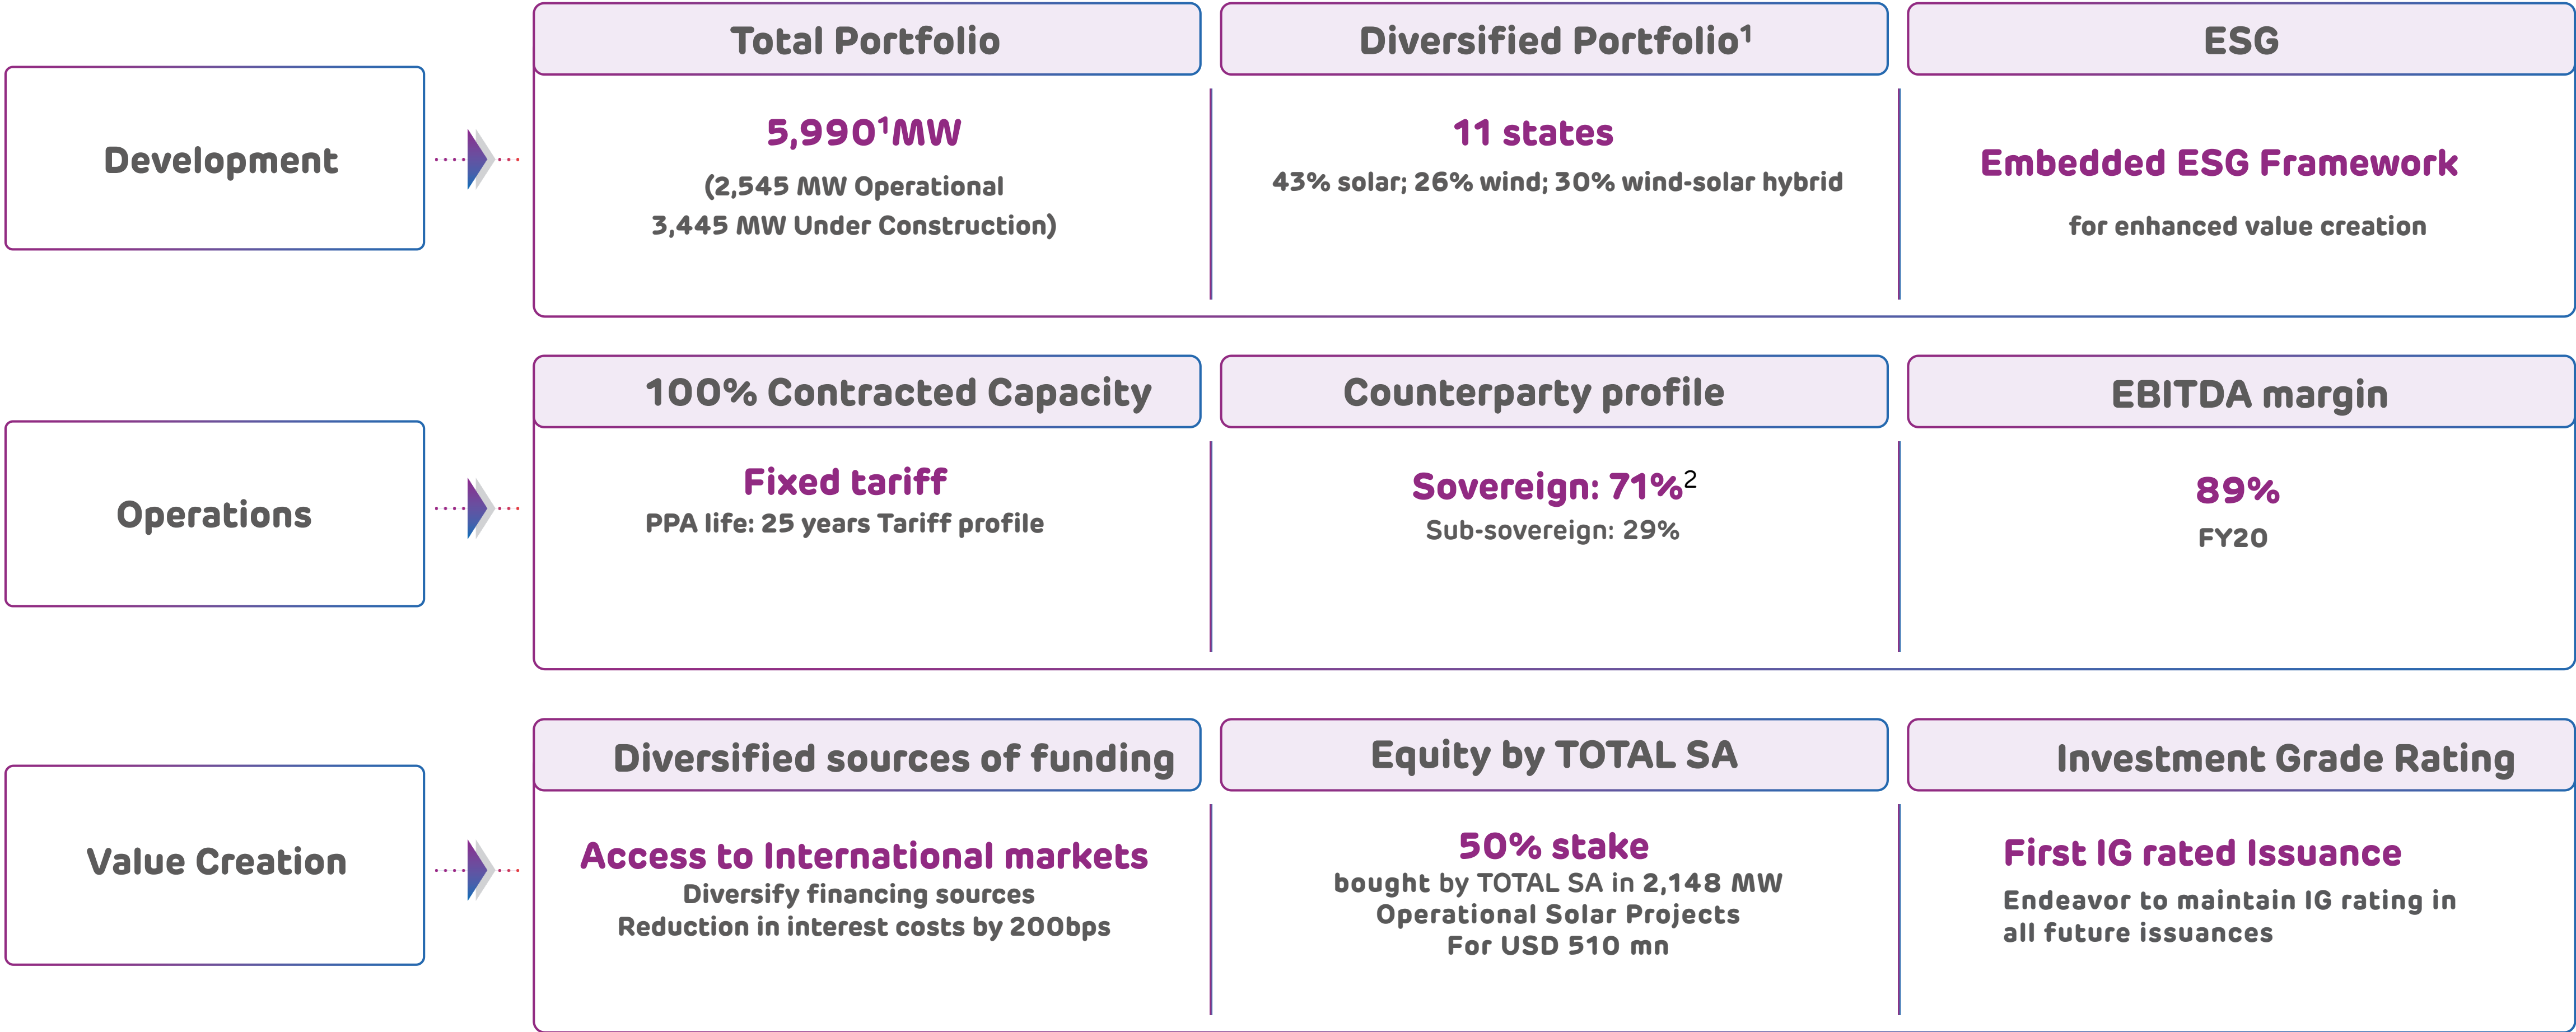 Development
Total Portfolio
5,990¹MW
(2,545 MW Operational
3,445 MW Under Construction)
Diversified Portfolio¹
11 states
43% solar; 26% wind; 30% wind-solar hybrid
ESG
Embedded ESG Framework
for enhanced value creation
Operations
100% Contracted Capacity
Fixed tariff
PPA life: 25 years Tariff profile
Counterparty profile
Sovereign: 71%²
Sub-sovereign: 29%
EBITDA margin
89%
FY20
Value Creation
Diversified sources of funding
Access to International markets
Diversify financing sources
Reduction in interest costs by 200bps
Equity by TOTAL SA
50% stake
bought by TOTAL SA in 2,148 MW
Operational Solar Projects
For USD 510 mn
Investment Grade Rating
First IG rated Issuance
Endeavor to maintain IG rating in
all future issuances